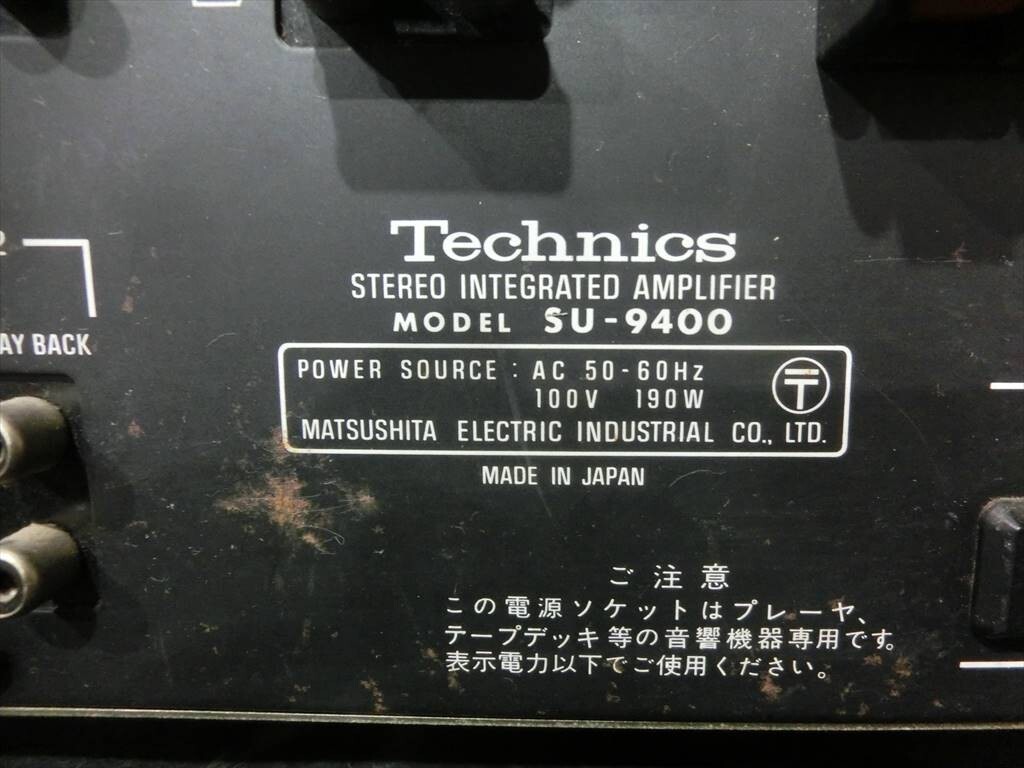 Technics
STEREO INTEGRATED AMPLIFIER
MODEL SU-9400
AY BACK
POWER SOURCE : AC 50-60Hz
100V 190W
〒
MATSUSHITA ELECTRIC INDUSTRIAL CO., LTD.
MADE IN JAPAN
ご注意
この電源ソケットはプレーヤ、
テープデッキ等の音響機器専用です。
表示電力以下でご使用ください。